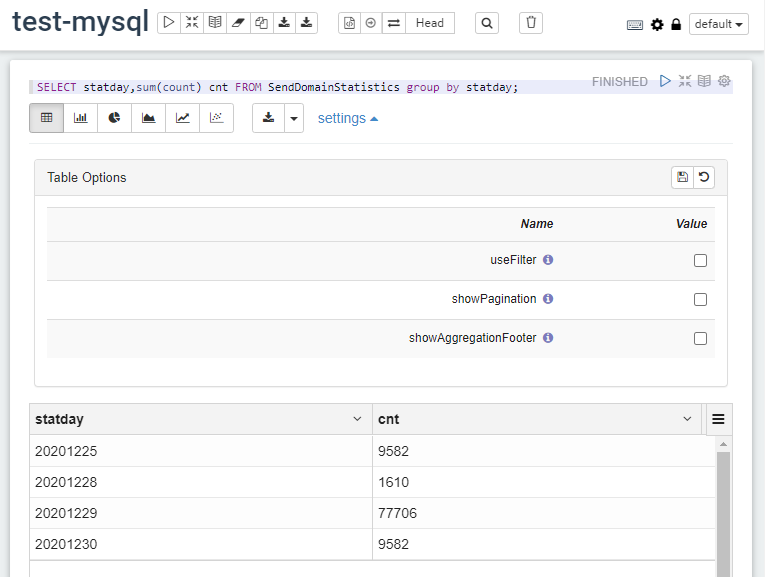 test-mysql
Head
default
SELECT statday,sum(count) cnt FROM SendDomainStatistics group by statday;
FINISHED
settings
Table Options
Name Value
useFilter
showPagination
showAggregationFooter
statday cnt
20201225 9582
20201228 1610
20201229 77706
20201230 9582